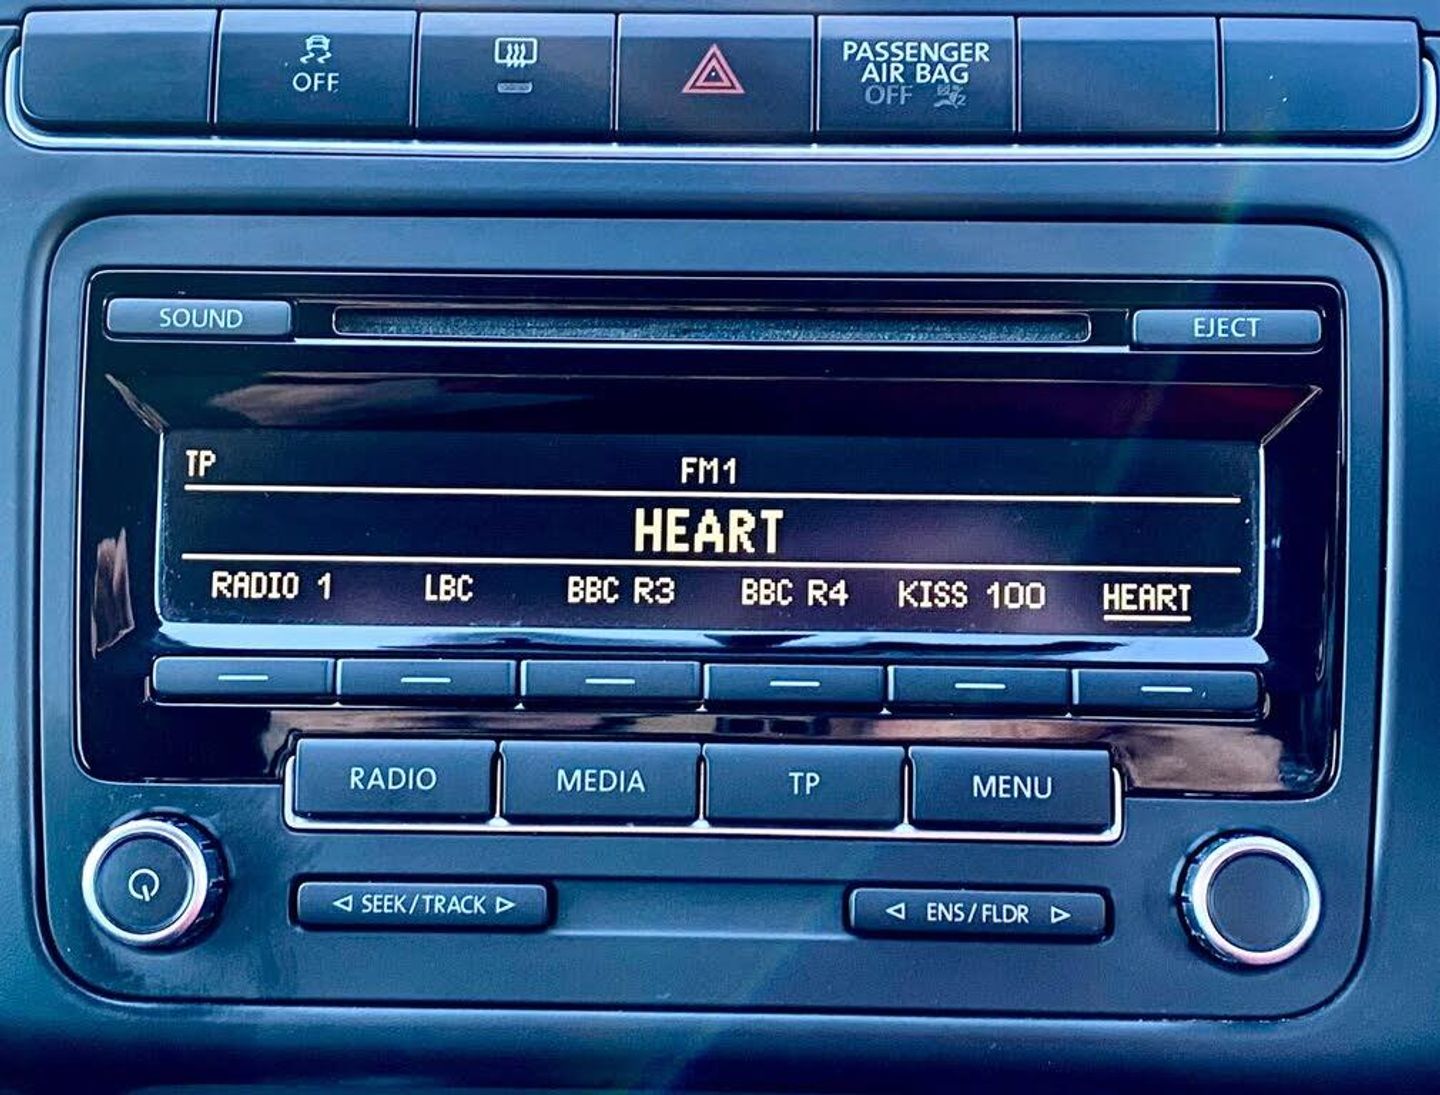 OFF
PASSENGER
AIR BAG
OFF
SOUND
EJECT
TP FM1
HEART
RADIO 1 LBC BBC R3 BBC R4 KISS 100 HEART
RADIO MEDIA TP MENU
SEEK/TRACK ENS/FLDR